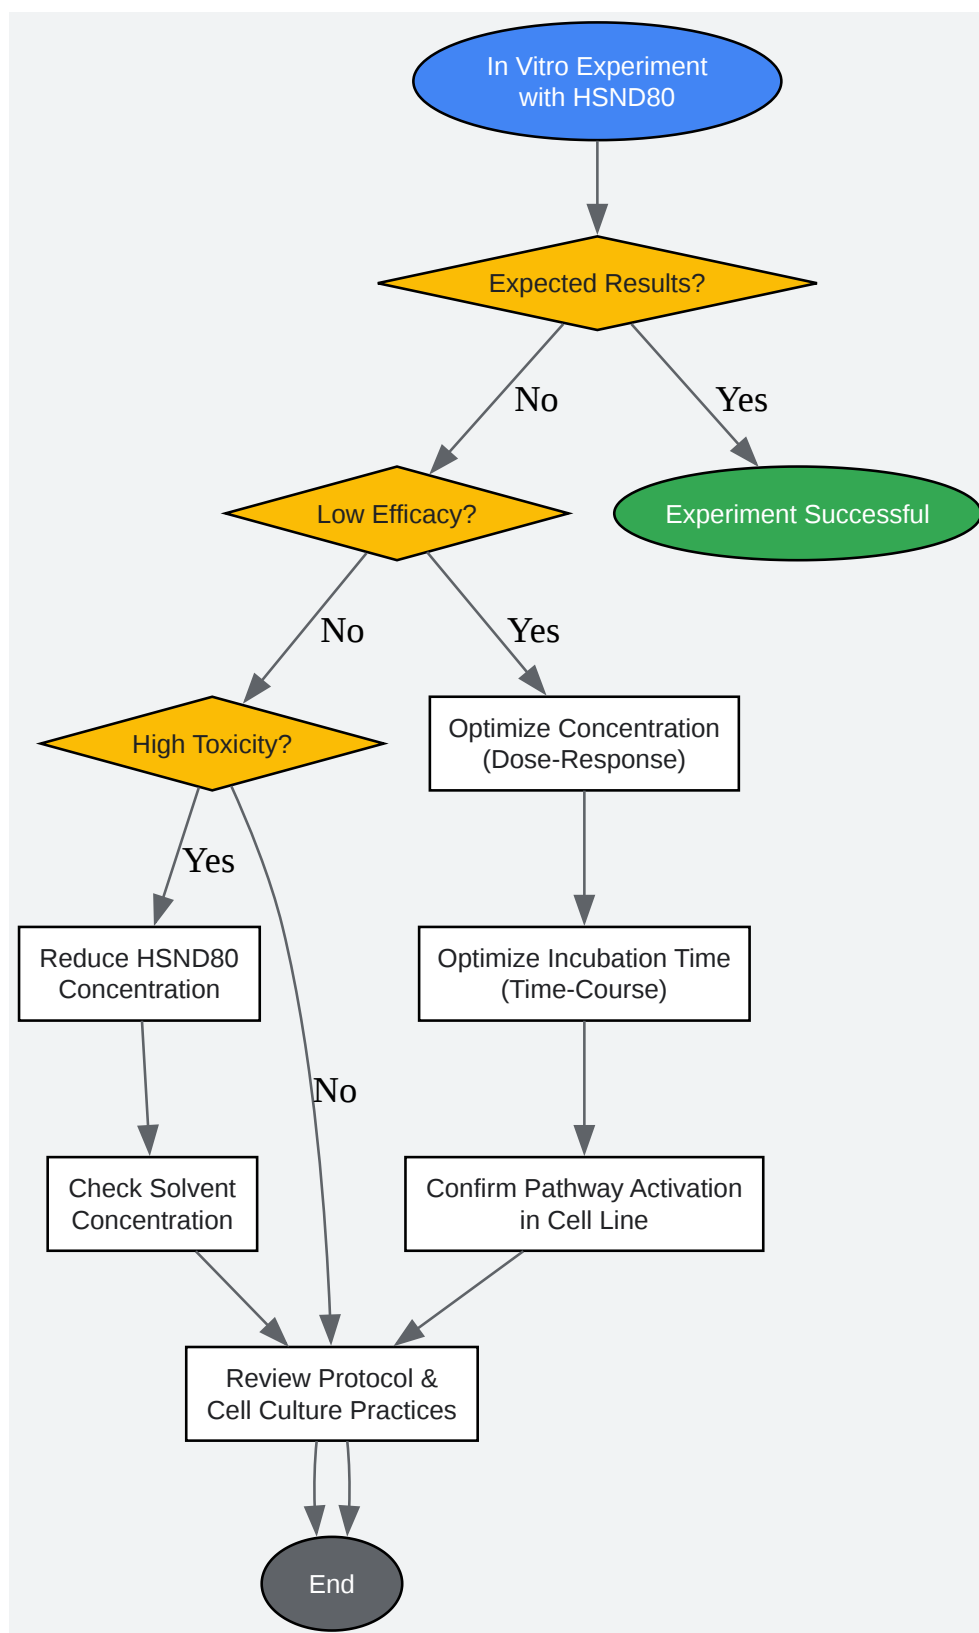 In Vitro Experiment
with HSND80
Expected Results?
No
Yes
Low Efficacy?
Experiment Successful
No
Yes
High Toxicity?
Optimize Concentration
(Dose-Response)
Yes
Reduce HSND80
Concentration
Optimize Incubation Time
(Time-Course)
No
Check Solvent
Concentration
Confirm Pathway Activation
in Cell Line
Review Protocol &
Cell Culture Practices
End